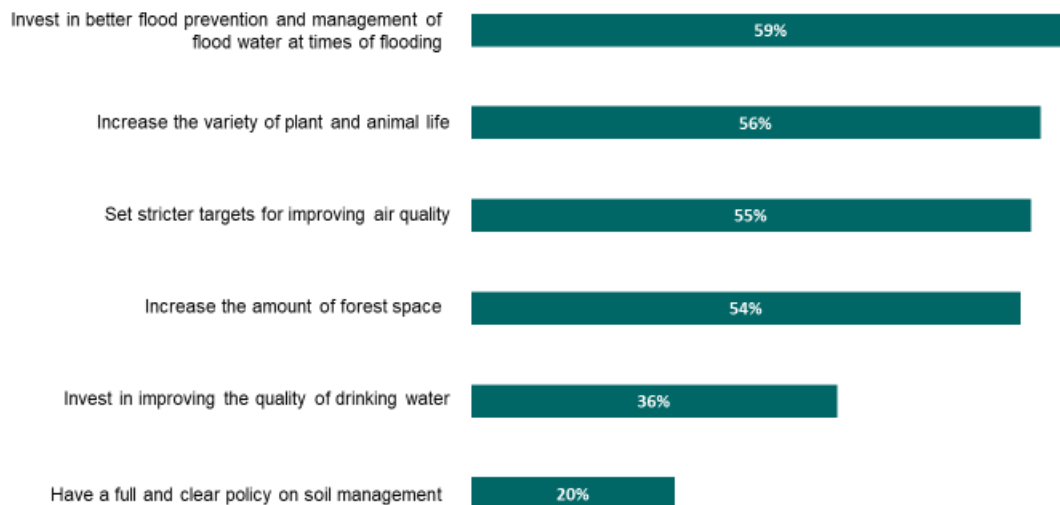 Invest in better flood prevention and management of
flood water at times of flooding
59%
Increase the variety of plant and animal life
56%
Set stricter targets for improving air quality
55%
Increase the amount of forest space
54%
Invest in improving the quality of drinking water
36%
Have a full and clear policy on soil management
20%